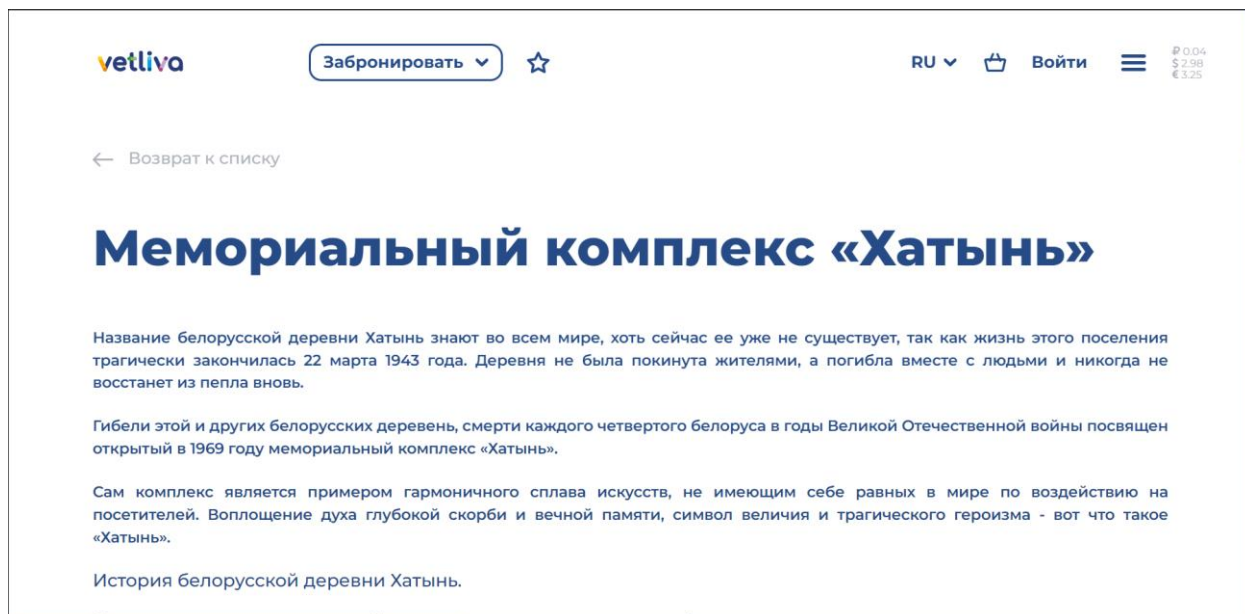 vetliva
Забронировать
RU
Войти
₽ 0.04
$ 2.98
€ 3.25
Возврат к списку
Мемориальный комплекс «Хатынь»
Название белорусской деревни Хатынь знают во всем мире, хоть сейчас ее уже не существует, так как жизнь этого поселения
трагически закончилась 22 марта 1943 года. Деревня не была покинута жителями, а погибла вместе с людьми и никогда не
восстанет из пепла вновь.
Гибели этой и других белорусских деревень, смерти каждого четвертого белоруса в годы Великой Отечественной войны посвящен
открытый в 1969 году мемориальный комплекс «Хатынь».
Сам комплекс является примером гармоничного сплава искусств, не имеющим себе равных в мире по воздействию на
посетителей. Воплощение духа глубокой скорби и вечной памяти, символ величия и трагического героизма - вот что такое
«Хатынь».
История белорусской деревни Хатынь.